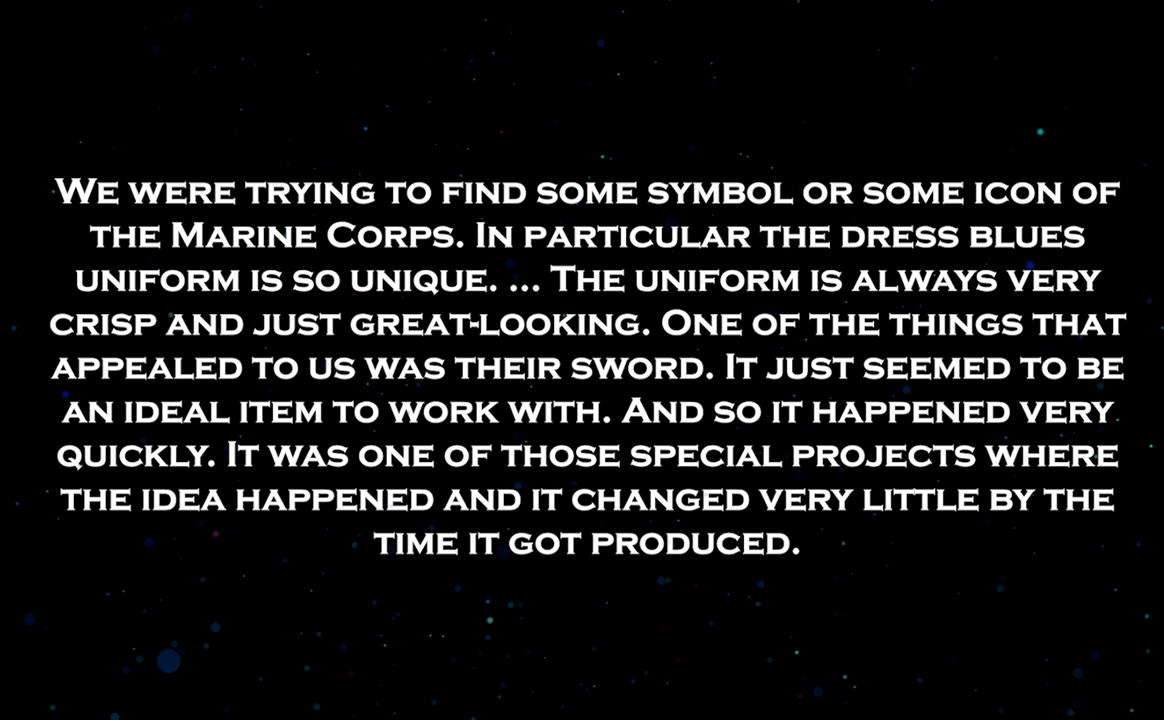 We were trying to find some symbol or some icon of
the Marine Corps. In particular the dress blues
uniform is so unique. ... The uniform is always very
crisp and just great-looking. One of the things that
appealed to us was their sword. It just seemed to be
an ideal item to work with. And so it happened very
quickly. It was one of those special projects where
the idea happened and it changed very little by the
time it got produced.